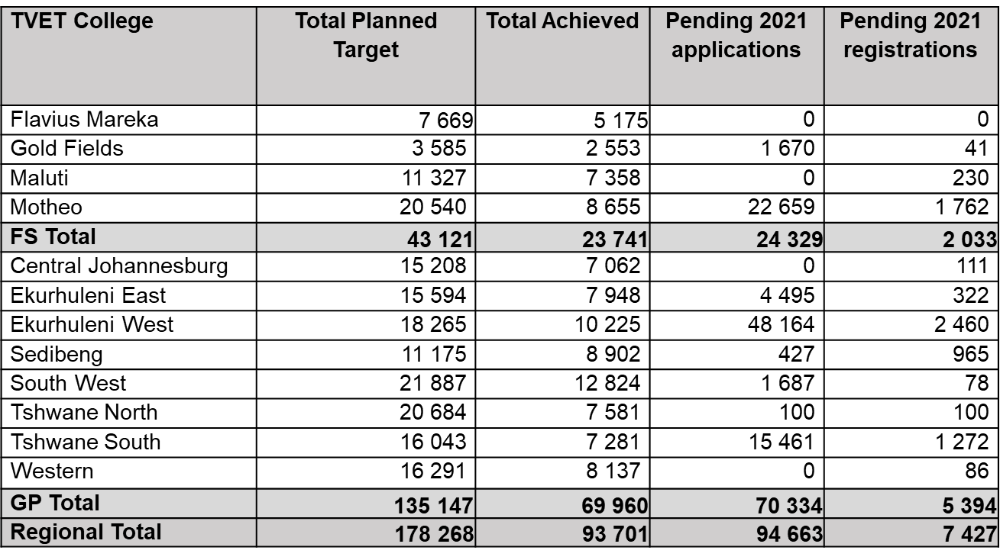 TVET College Total Planned Target Total Achieved Pending 2021 applications Pending 2021 registrations
Flavius Mareka 7 669 5 175 0 0
Gold Fields 3 585 2 553 1 670 41
Maluti 11 327 7 358 0 230
Motheo 20 540 8 655 22 659 1 762
FS Total 43 121 23 741 24 329 2 033
Central Johannesburg 15 208 7 062 0 111
Ekurhuleni East 15 594 7 948 4 495 322
Ekurhuleni West 18 265 10 225 48 164 2 460
Sedibeng 11 175 8 902 427 965
South West 21 887 12 824 1 687 78
Tshwane North 20 684 7 581 100 100
Tshwane South 16 043 7 281 15 461 1 272
Western 16 291 8 137 0 86
GP Total 135 147 69 960 70 334 5 394
Regional Total 178 268 93 701 94 663 7 427